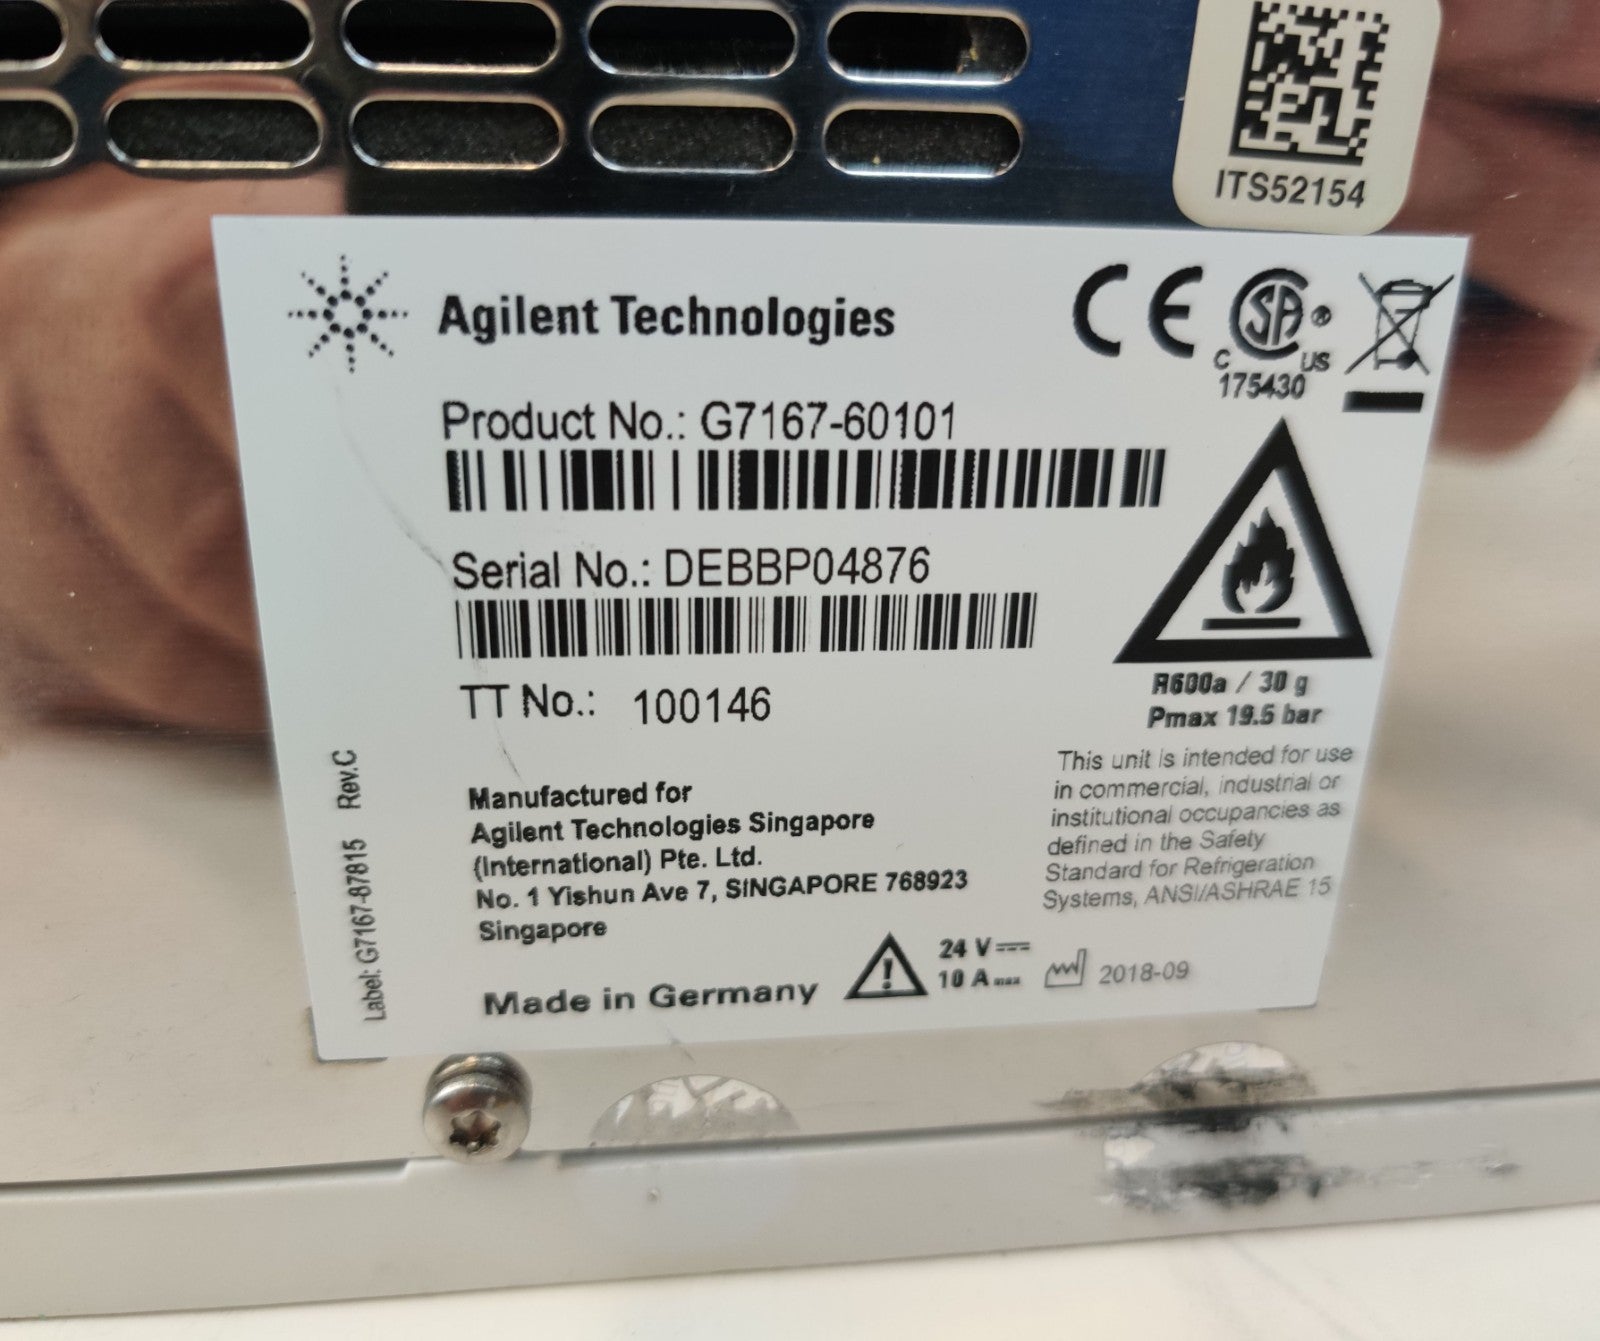 ITS52154
Agilent Technologies
CE
SA®
C US
175430
Product No.: G7167-60101
Serial No.: DEBBP04876
TT No.: 100146
R600a / 30 g
Pmax 19.5 bar
This unit is intended for use
in commercial, industrial or
institutional occupancies as
defined in the Safety
Standard for Refrigeration
Systems, ANSI/ASHRAE 15
Manufactured for
Agilent Technologies Singapore
(International) Pte. Ltd.
No. 1 Yishun Ave 7, SINGAPORE 768923
Singapore
Made in Germany
24 V
10 A max
2018-09
Label: G7167-87815 Rev.C